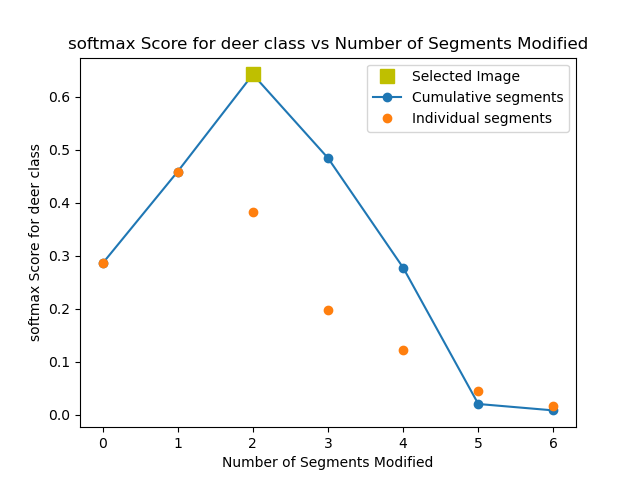 softmax Score for deer class vs Number of Segments Modified
Selected Image
Cumulative segments
Individual segments
softmax Score for deer class
0.6
0.5
0.4
0.3
0.2
0.1
0.0
0 1 2 3 4 5 6
Number of Segments Modified